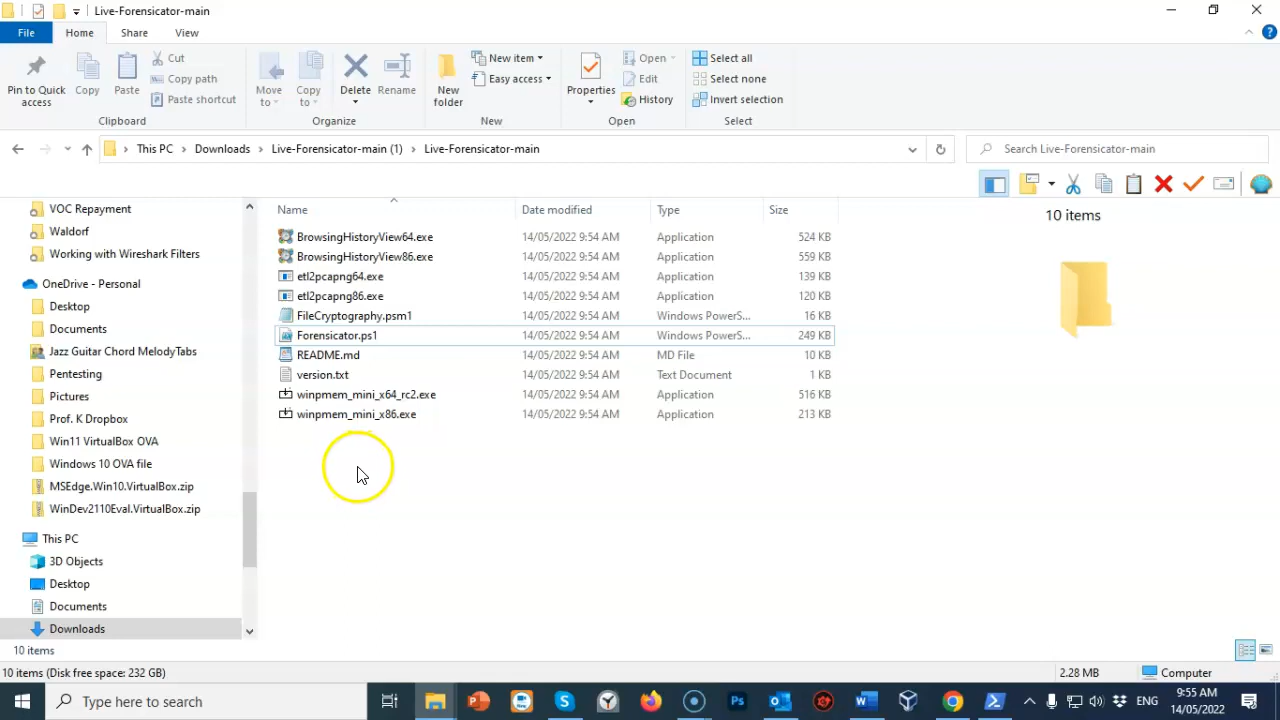 Live-Forensicator-main
File Home Share View
Pin to Quick access
Copy
Paste
Cut
Copy path
Paste shortcut
Clipboard
Move to
Copy to
Delete
Rename
Organize
New folder
New item
Easy access
New
Properties
Open
Edit
History
Open
Select all
Select none
Invert selection
Select
This PC > Downloads > Live-Forensicator-main (1) > Live-Forensicator-main
Search Live-Forensicator-main
VOC Repayment
Waldorf
Working with Wireshark Filters
OneDrive - Personal
Desktop
Documents
Jazz Guitar Chord MelodyTabs
Pentesting
Pictures
Prof. K Dropbox
Win11 VirtualBox OVA
Windows 10 OVA file
MSEdge.Win10.VirtualBox.zip
WinDev2110Eval.VirtualBox.zip
This PC
3D Objects
Desktop
Documents
Downloads
Name Date modified Type Size
BrowsingHistoryView64.exe 14/05/2022 9:54 AM Application 524 KB
BrowsingHistoryView86.exe 14/05/2022 9:54 AM Application 559 KB
etl2pcapng64.exe 14/05/2022 9:54 AM Application 139 KB
etl2pcapng86.exe 14/05/2022 9:54 AM Application 120 KB
FileCryptography.psm1 14/05/2022 9:54 AM Windows PowerS... 16 KB
Forensicator.ps1 14/05/2022 9:54 AM Windows PowerS... 249 KB
README.md 14/05/2022 9:54 AM MD File 10 KB
version.txt 14/05/2022 9:54 AM Text Document 1 KB
winpmem_mini_x64_rc2.exe 14/05/2022 9:54 AM Application 516 KB
winpmem_mini_x86.exe 14/05/2022 9:54 AM Application 213 KB
10 items
10 items
10 items (Disk free space: 232 GB) 2.28 MB Computer
Type here to search
ENG
9:55 AM
14/05/2022